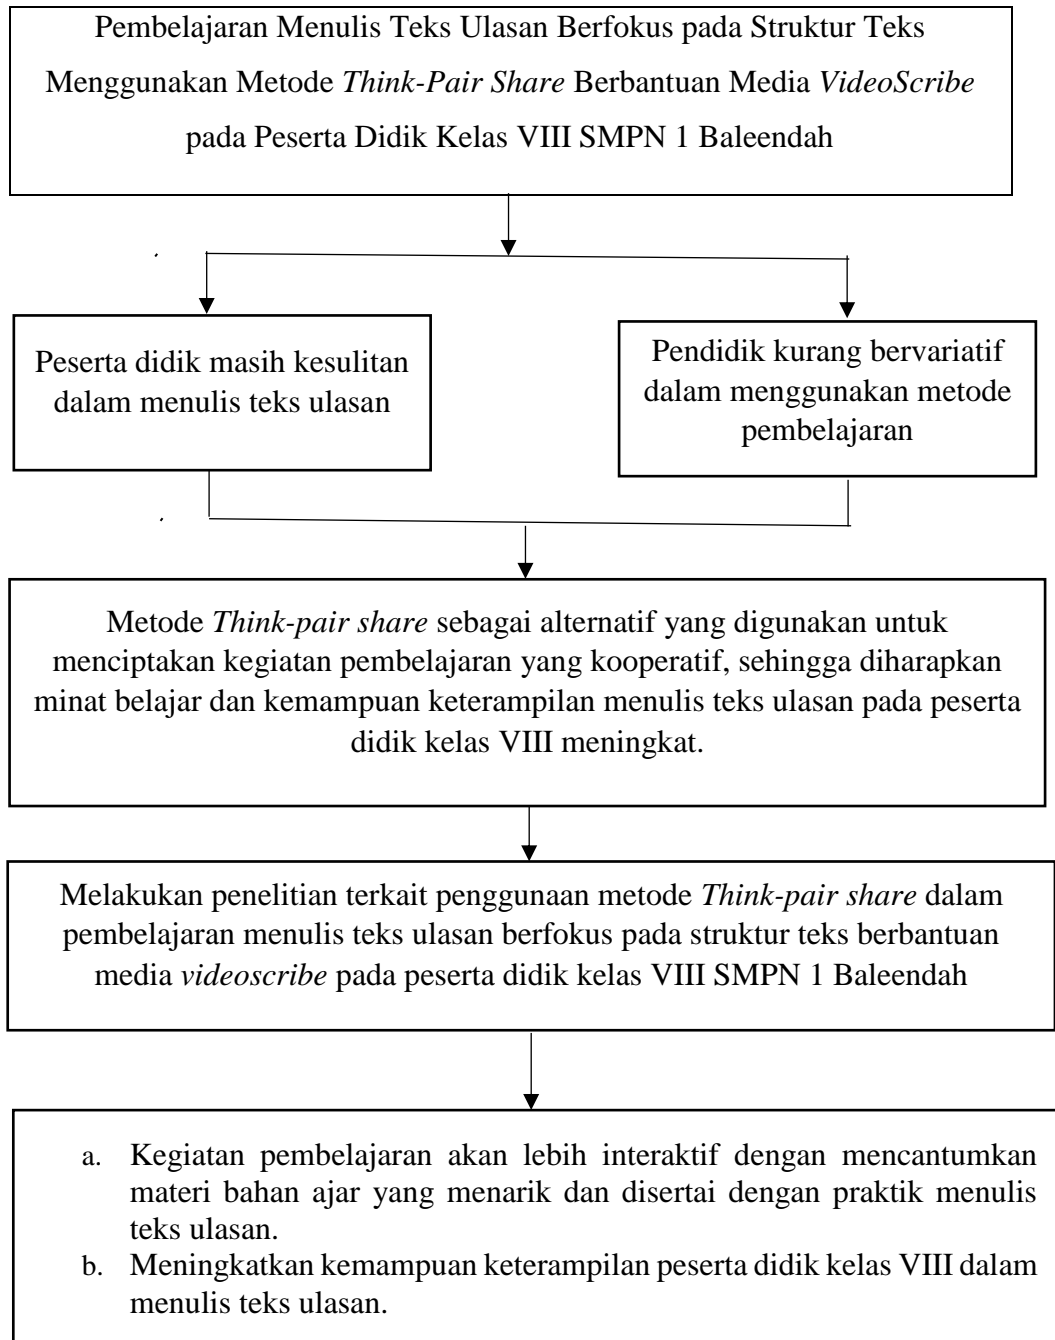 Pembelajaran Menulis Teks Ulasan Berfokus pada Struktur Teks
Menggunakan Metode Think-Pair Share Berbantuan Media VideoScribe
pada Peserta Didik Kelas VIII SMPN 1 Baleendah
Peserta didik masih kesulitan
dalam menulis teks ulasan
Pendidik kurang bervariatif
dalam menggunakan metode
pembelajaran
Metode Think-pair share sebagai alternatif yang digunakan untuk
menciptakan kegiatan pembelajaran yang kooperatif, sehingga diharapkan
minat belajar dan kemampuan keterampilan menulis teks ulasan pada peserta
didik kelas VIII meningkat.
Melakukan penelitian terkait penggunaan metode Think-pair share dalam
pembelajaran menulis teks ulasan berfokus pada struktur teks berbantuan
media videoscribe pada peserta didik kelas VIII SMPN 1 Baleendah
a. Kegiatan pembelajaran akan lebih interaktif dengan mencantumkan
materi bahan ajar yang menarik dan disertai dengan praktik menulis
teks ulasan.
b. Meningkatkan kemampuan keterampilan peserta didik kelas VIII dalam
menulis teks ulasan.